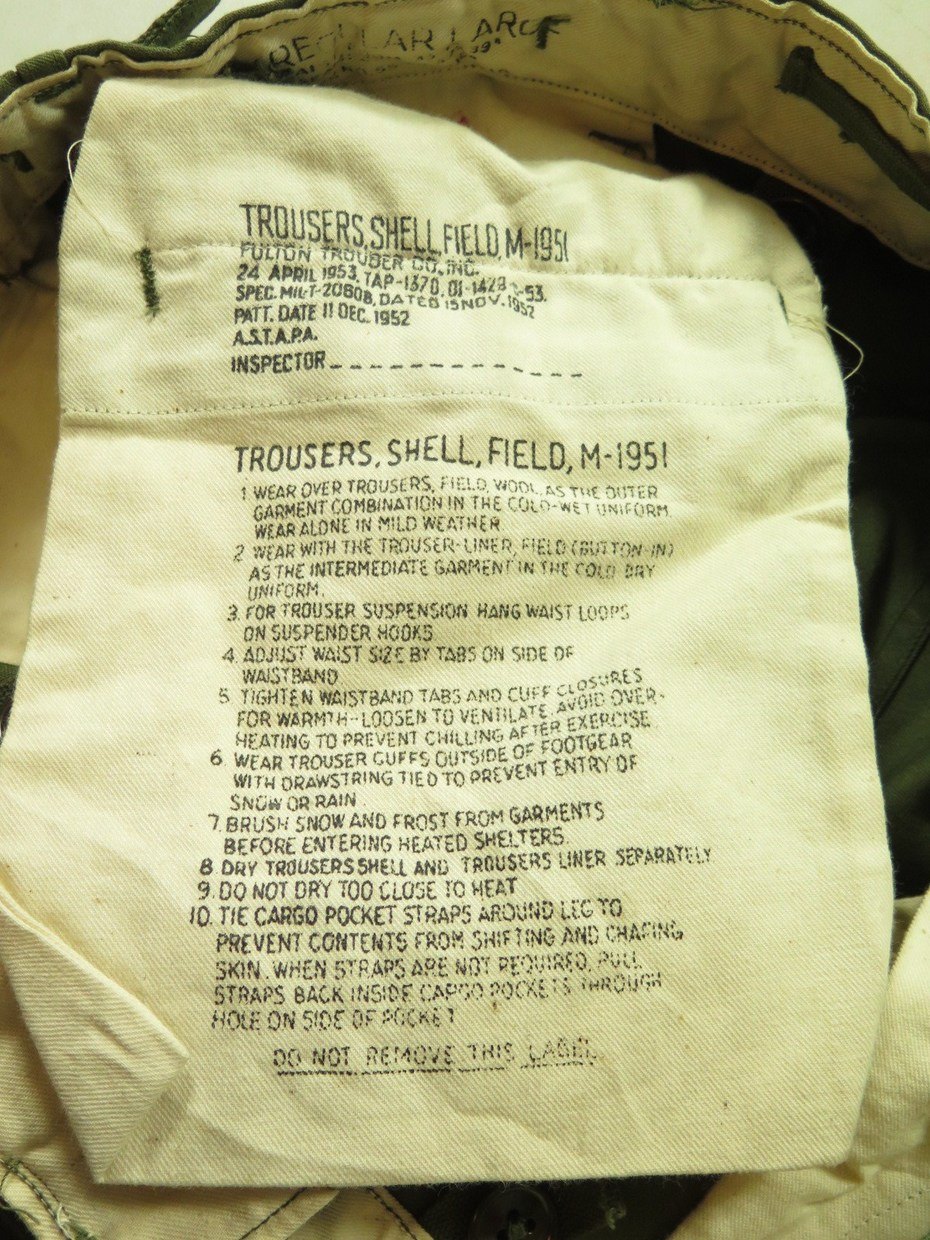 REGULAR LARGE
TROUSERS, SHELL, FIELD, M-1951
FULTON TROUSER CO., INC.
24 APRIL 1953, TAP-1370, 01-1429 -53.
SPEC. MIL-T-2060B, DATED 15 NOV. 1952
PATT. DATE 11 DEC. 1952
A.S.T.A.P.A.
INSPECTOR
TROUSERS, SHELL, FIELD, M-1951
1. WEAR OVER TROUSERS, FIELD, WOOL, AS THE OUTER
GARMENT COMBINATION IN THE COLD-WET UNIFORM
WEAR ALONE IN MILD WEATHER
2 WEAR WITH THE TROUSER-LINER, FIELD (BUTTON-IN)
AS THE INTERMEDIATE GARMENT IN THE COLD DRY
UNIFORM.
3. FOR TROUSER SUSPENSION HANG WAIST LOOPS
ON SUSPENDER HOOKS
4. ADJUST WAIST SIZE BY TABS ON SIDE OF
WAISTBAND
5 TIGHTEN WAISTBAND TABS AND CUFF CLOSURES
FOR WARMTH-LOOSEN TO VENTILATE, AVOID OVER-
HEATING TO PREVENT CHILLING AFTER EXERCISE
6. WEAR TROUSER CUFFS OUTSIDE OF FOOTGEAR
WITH DRAWSTRING TIED TO PREVENT ENTRY OF
SNOW OR RAIN.
7. BRUSH SNOW AND FROST FROM GARMENTS
BEFORE ENTERING HEATED SHELTERS.
8. DRY TROUSERS SHELL AND TROUSERS LINER SEPARATELY.
9. DO NOT DRY TOO CLOSE TO HEAT
10. TIE CARGO POCKET STRAPS AROUND LEG TO
PREVENT CONTENTS FROM SHIFTING AND CHAFING
SKIN. WHEN STRAPS ARE NOT REQUIRED, PULL
STRAPS BACK INSIDE CARGO POCKETS THROUGH
HOLE ON SIDE OF POCKET
DO NOT REMOVE THIS LABEL